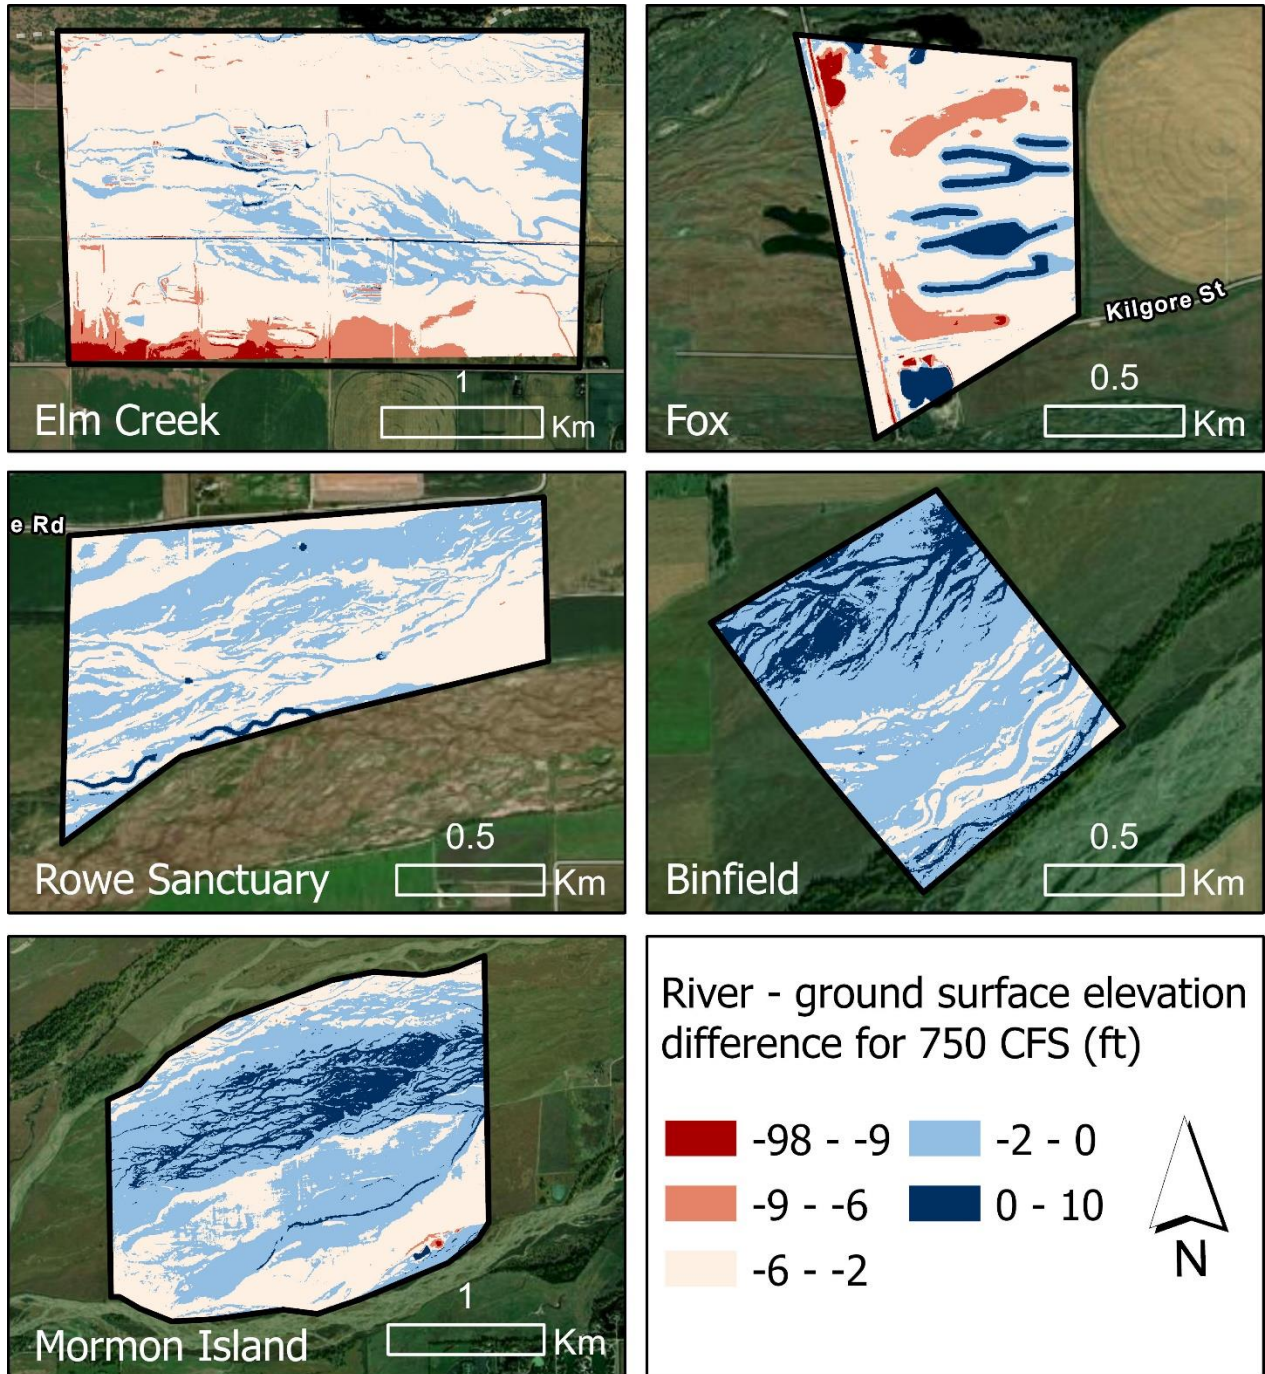 1
Elm Creek
Km
Kilgore St
0.5
Fox
Km
e Rd
0.5
Rowe Sanctuary
Km
0.5
Binfield
Km
1
Mormon Island
Km
River - ground surface elevation
difference for 750 CFS (ft)
-98 - -9
-2 - 0
-9 - -6
0 - 10
-6 - -2
N